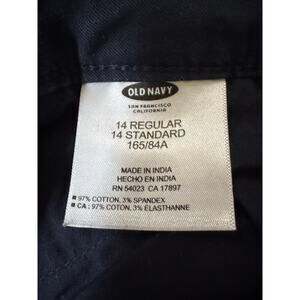 OLD NAVY
SAN FRANCISCO
CALIFORNIA
14 REGULAR
14 STANDARD
165/84A
MADE IN INDIA
HECHO EN INDIA
RN 54023 CA 17897
■ 97% COTTON, 3% SPANDEX
■ CA : 97% COTON, 3% ÉLASTHANNE